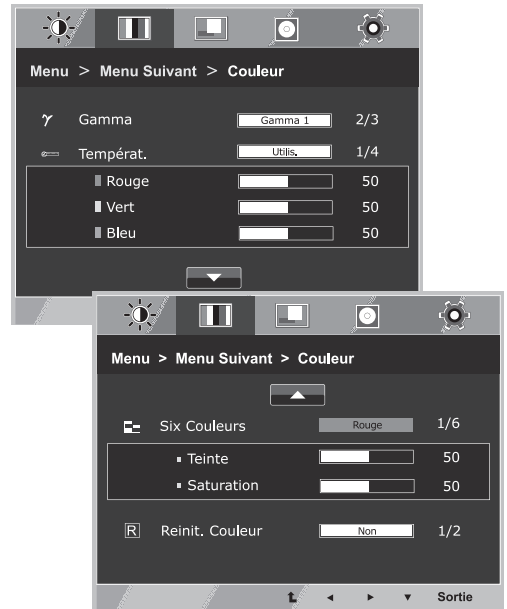 Menu > Menu Suivant > Couleur
γ Gamma Gamma 1 2/3
Températ. Utilis. 1/4
Rouge 50
Vert 50
Bleu 50
Menu > Menu Suivant > Couleur
Six Couleurs Rouge 1/6
Teinte 50
Saturation 50
R Reinit. Couleur Non 1/2
Sortie